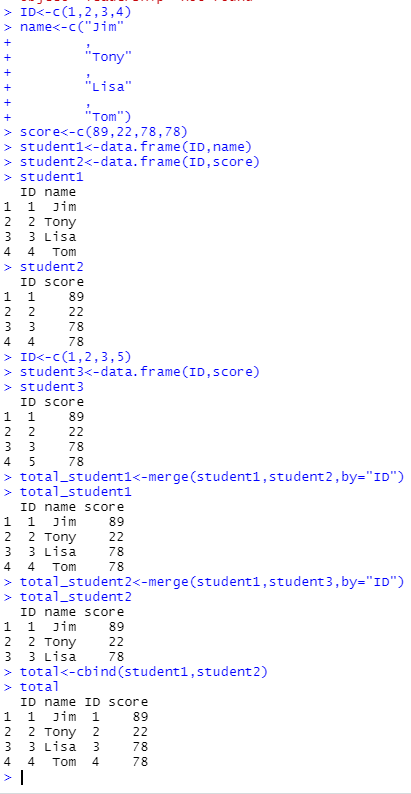 > ID<-c(1,2,3,4)
> name<-c("Jim"
+         ,
+         "Tony"
+         ,
+         "Lisa"
+         ,
+         "Tom")
> score<-c(89,22,78,78)
> student1<-data.frame(ID,name)
> student2<-data.frame(ID,score)
> student1
  ID name
1  1  Jim
2  2 Tony
3  3 Lisa
4  4  Tom
> student2
  ID score
1  1    89
2  2    22
3  3    78
4  4    78
> ID<-c(1,2,3,5)
> student3<-data.frame(ID,score)
> student3
  ID score
1  1    89
2  2    22
3  3    78
4  5    78
> total_student1<-merge(student1,student2,by="ID")
> total_student1
  ID name score
1  1  Jim    89
2  2 Tony    22
3  3 Lisa    78
4  4  Tom    78
> total_student2<-merge(student1,student3,by="ID")
> total_student2
  ID name score
1  1  Jim    89
2  2 Tony    22
3  3 Lisa    78
> total<-cbind(student1,student2)
> total
  ID name ID score
1  1  Jim  1    89
2  2 Tony  2    22
3  3 Lisa  3    78
4  4  Tom  4    78
>